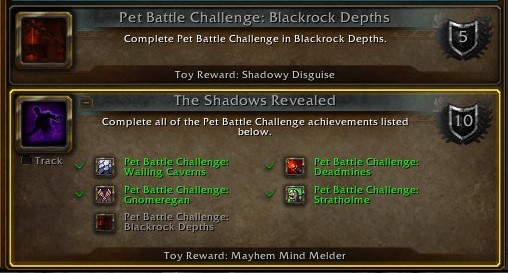 Pet Battle Challenge: Blackrock Depths
Complete Pet Battle Challenge in Blackrock Depths.
5
Toy Reward: Shadowy Disguise
The Shadows Revealed
Complete all of the Pet Battle Challenge achievements listed
below.
10
Track
Pet Battle Challenge:
Wailing Caverns
Pet Battle Challenge:
Deadmines
Pet Battle Challenge:
Gnomeregan
Pet Battle Challenge:
Stratholme
Pet Battle Challenge:
Blackrock Depths
Toy Reward: Mayhem Mind Melder